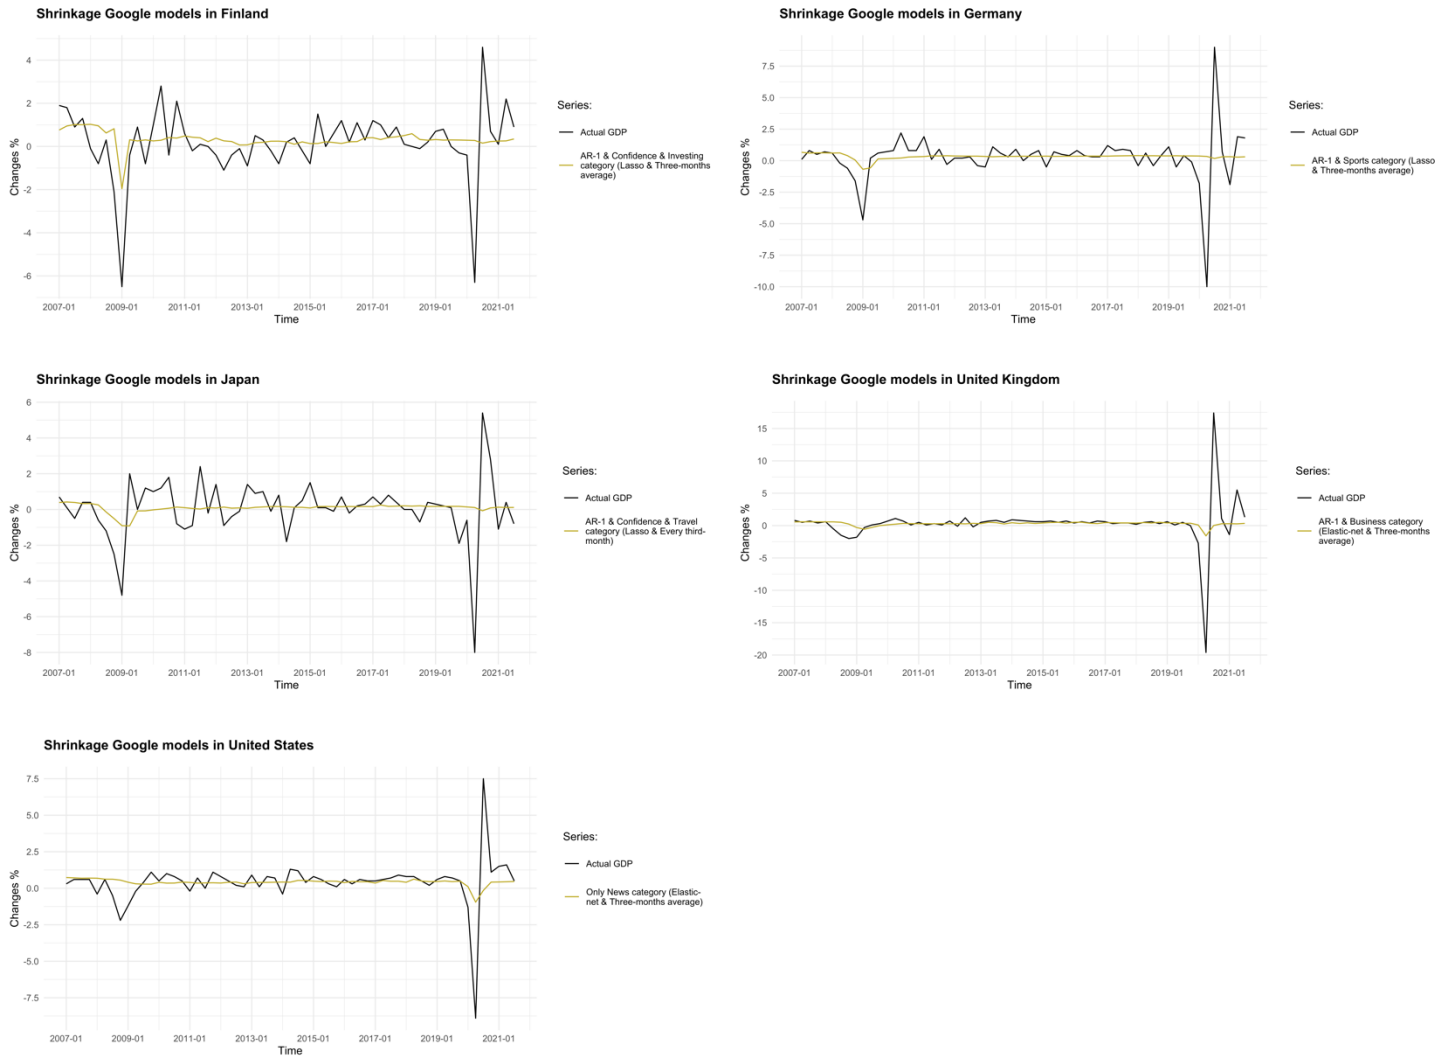 Shrinkage Google models in Finland
4
2
0
-2
-4
-6
Changes %
2007-01 2009-01 2011-01 2013-01 2015-01 2017-01 2019-01 2021-01
Time
Series:
Actual GDP
AR-1 & Confidence & Investing
category (Lasso & Three-months
average)
Shrinkage Google models in Germany
7.5
5.0
2.5
0.0
-2.5
-5.0
-7.5
-10.0
Changes %
2007-01 2009-01 2011-01 2013-01 2015-01 2017-01 2019-01 2021-01
Time
Series:
Actual GDP
AR-1 & Sports category (Lasso
& Three-months average)
Shrinkage Google models in Japan
6
4
2
0
-2
-4
-6
-8
Changes %
2007-01 2009-01 2011-01 2013-01 2015-01 2017-01 2019-01 2021-01
Time
Series:
Actual GDP
AR-1 & Confidence & Travel
category (Lasso & Every third-
month)
Shrinkage Google models in United Kingdom
15
10
5
0
-5
-10
-15
-20
Changes %
2007-01 2009-01 2011-01 2013-01 2015-01 2017-01 2019-01 2021-01
Time
Series:
Actual GDP
AR-1 & Business category
(Elastic-net & Three-months
average)
Shrinkage Google models in United States
7.5
5.0
2.5
0.0
-2.5
-5.0
-7.5
Changes %
2007-01 2009-01 2011-01 2013-01 2015-01 2017-01 2019-01 2021-01
Time
Series:
Actual GDP
Only News category (Elastic-
net & Three-months average)